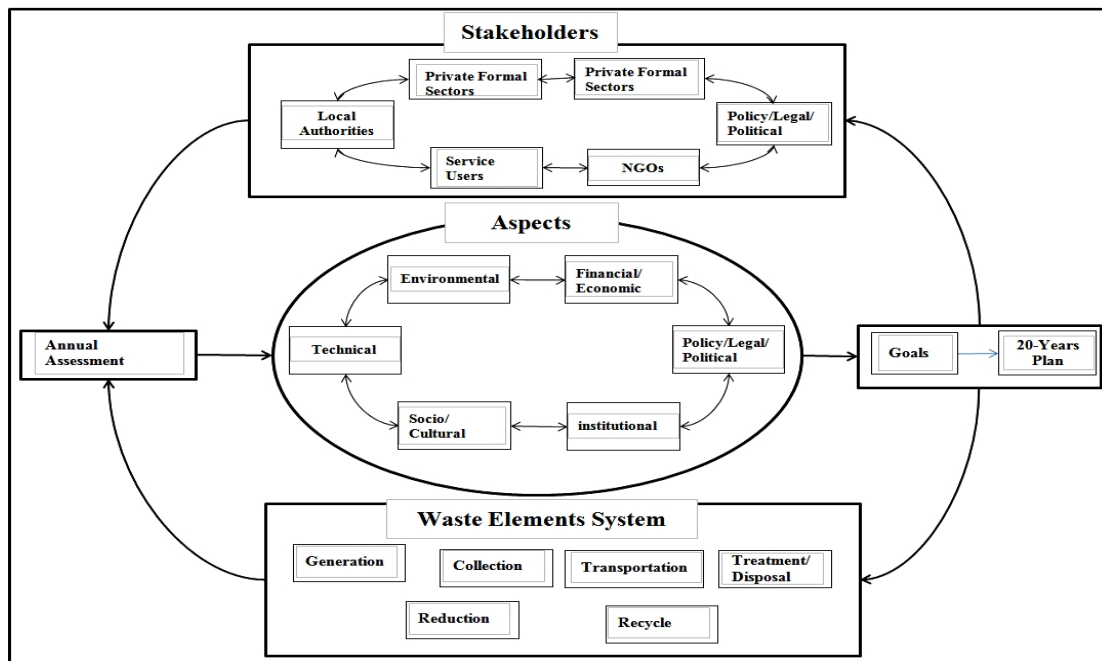 Stakeholders
Private Formal
Sectors
Private Formal
Sectors
Local
Authorities
Policy/Legal/
Political
Service
Users
NGOs
Aspects
Environmental
Financial/
Economic
Technical
Policy/Legal/
Political
Socio/
Cultural
institutional
Annual
Assessment
Goals
20-Years
Plan
Waste Elements System
Generation
Collection
Transportation
Treatment/
Disposal
Reduction
Recycle